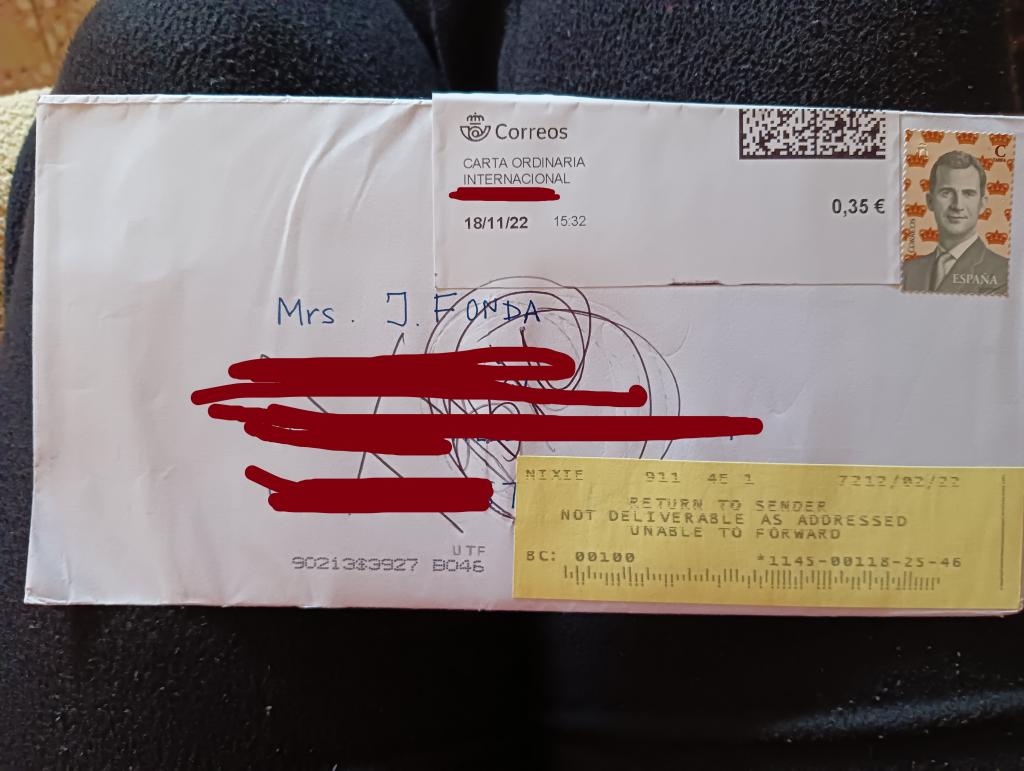 Correos
CARTA ORDINARIA
INTERNACIONAL
18/11/22 15:32
0,35 €
C
TARIFA
CORREOS
ESPAÑA
Mrs. J. FONDA
NIXIE 911 4E 1 7212/02/22
RETURN TO SENDER
NOT DELIVERABLE AS ADDRESSED
UNABLE TO FORWARD
BC: 00100 *1145-00118-25-46
UTF
90213$3927 B046